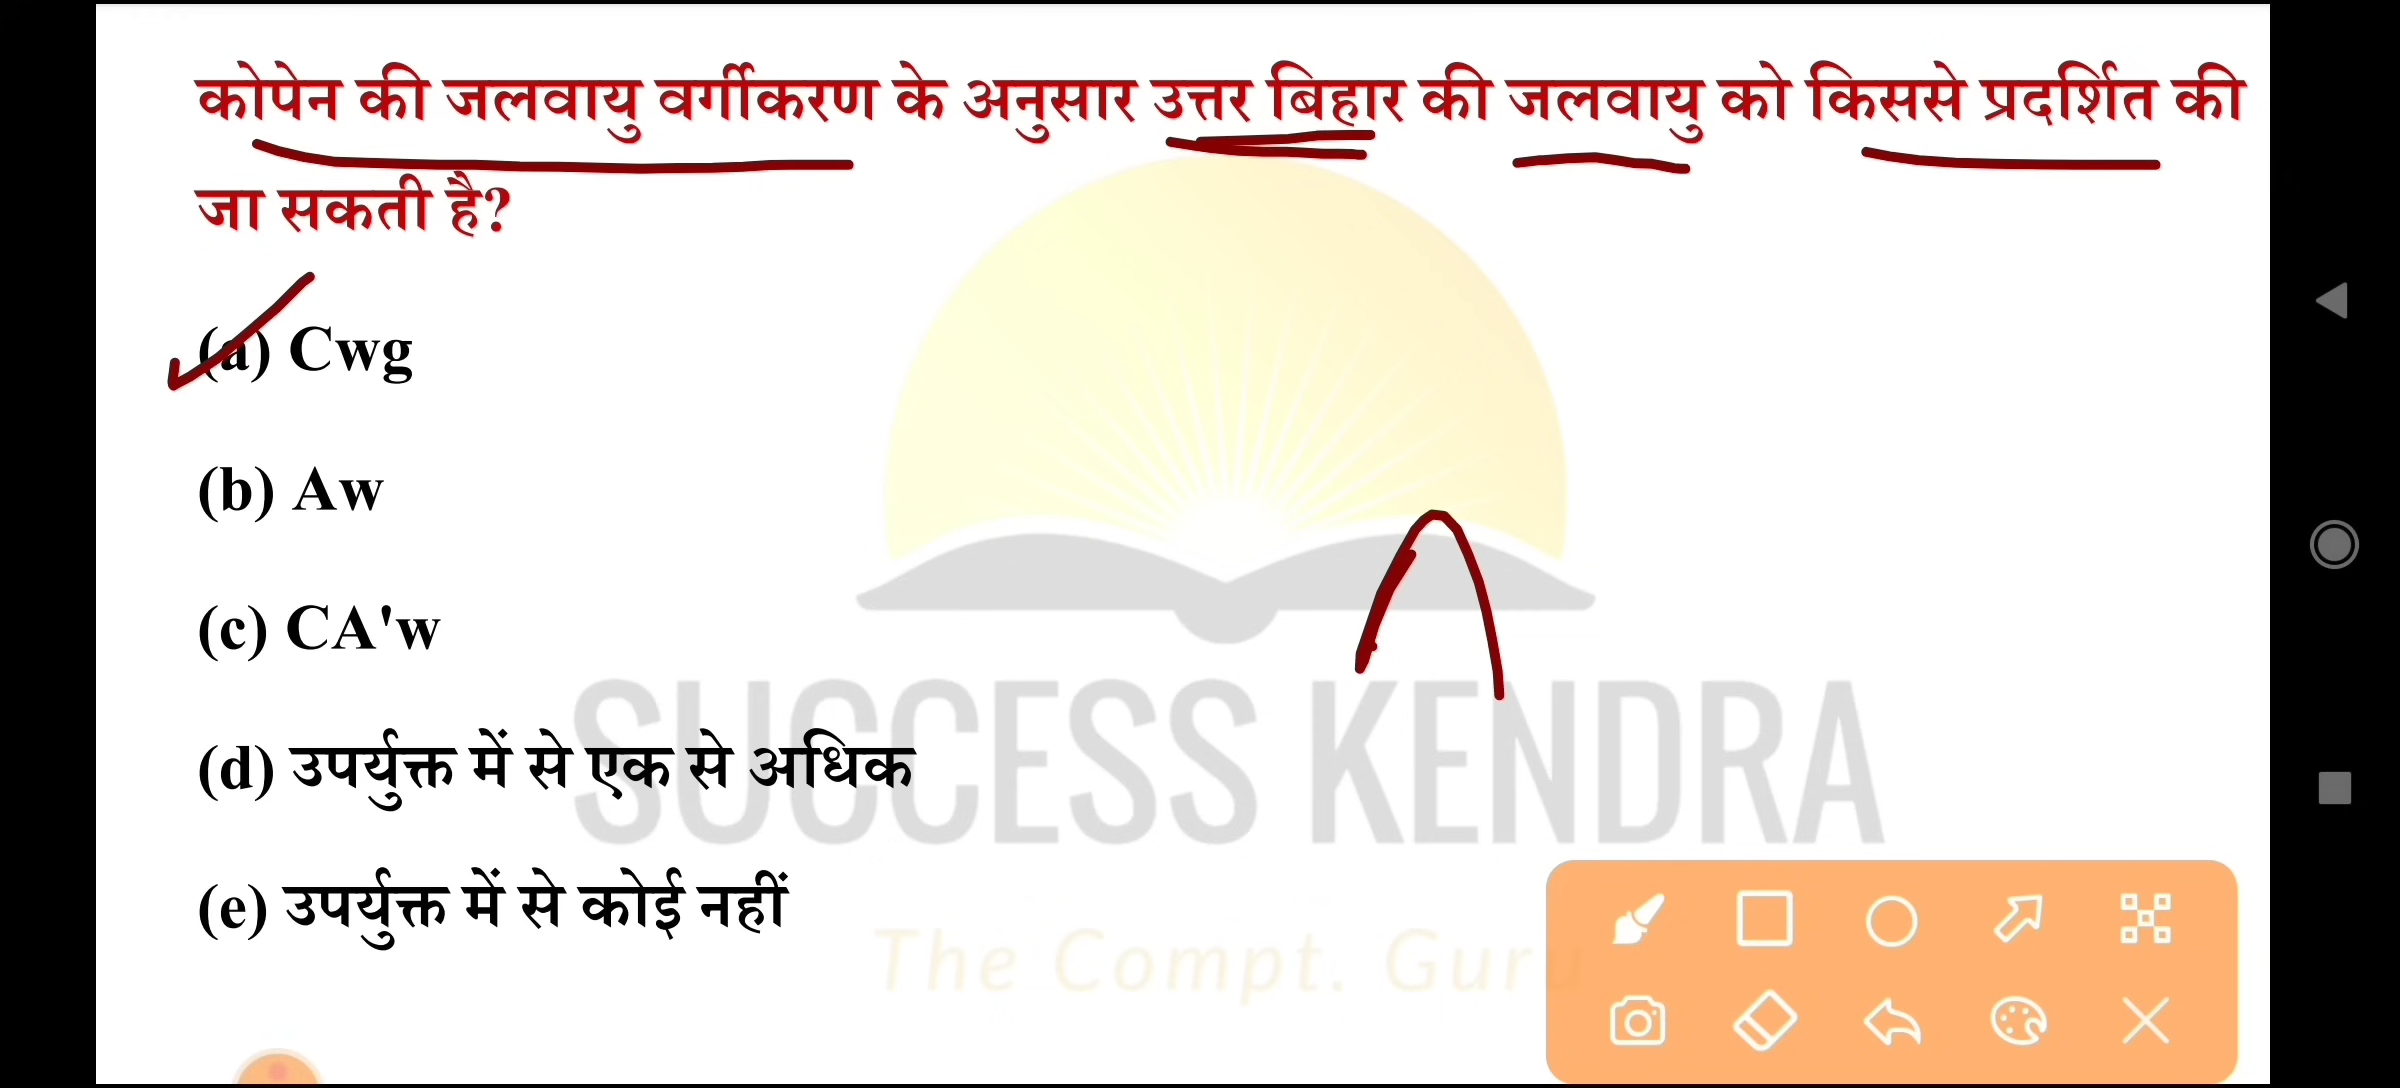 कोपेन की जलवायु वर्गीकरण के अनुसार उत्तर बिहार की जलवायु को किससे प्रदर्शित की
जा सकती है?
(a) Cwg
(b) Aw
(c) CA'w
(d) उपर्युक्त में से एक से अधिक
(e) उपर्युक्त में से कोई नहीं
SUCCESS KENDRA
The Compt. Guru